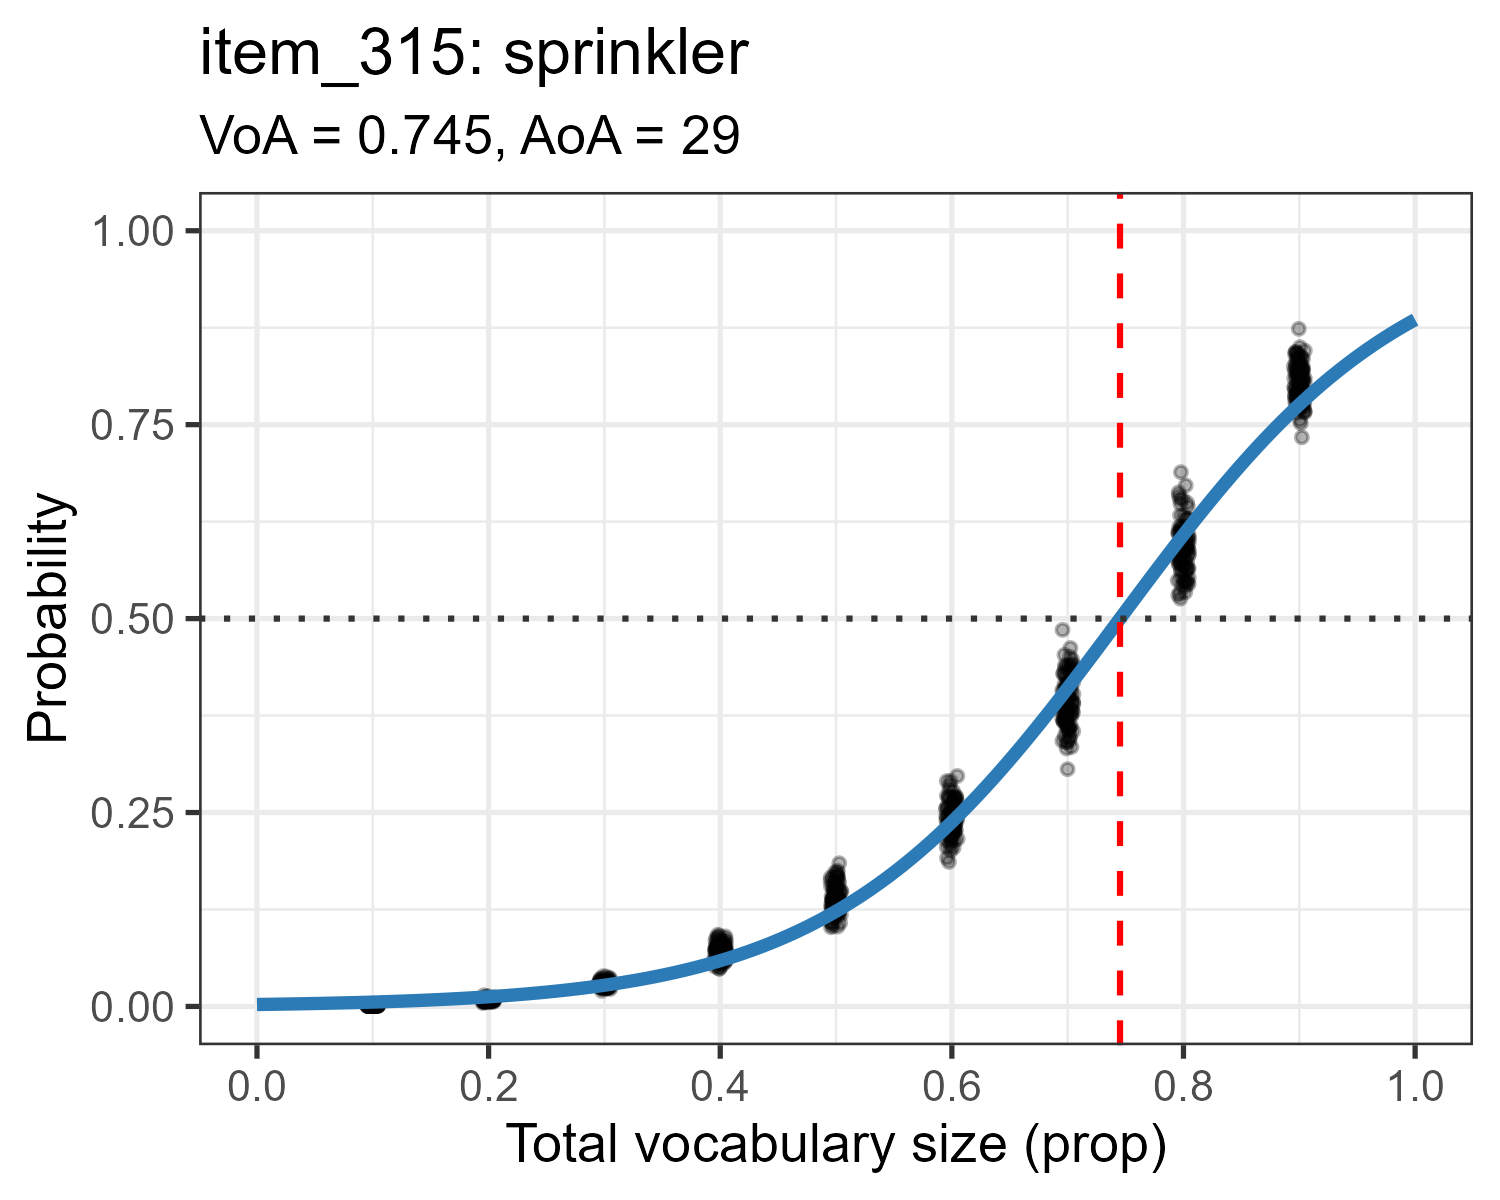 item_315: sprinkler
VoA = 0.745, AoA = 29
1.00
0.75
0.50
0.25
0.00
Probability
0.0 0.2 0.4 0.6 0.8 1.0
Total vocabulary size (prop)